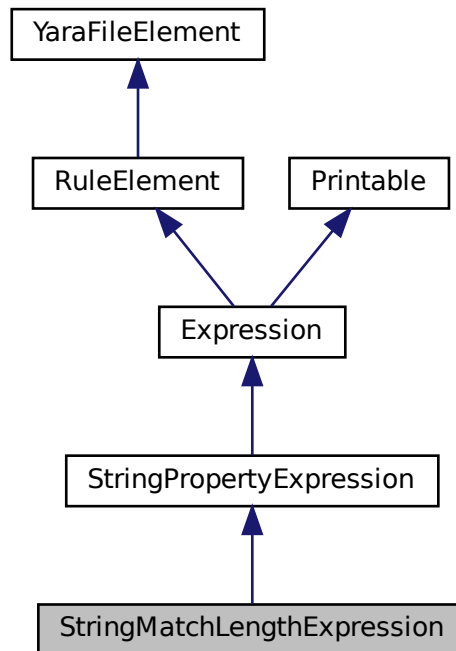 YaraFileElement
RuleElement
Printable
Expression
StringPropertyExpression
StringMatchLengthExpression